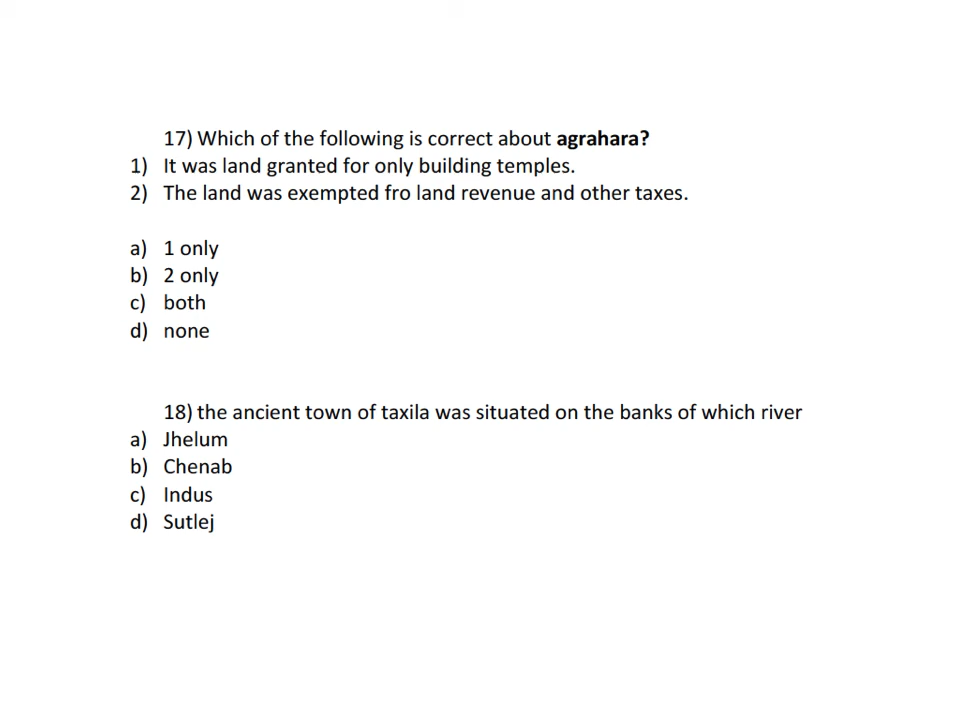 17) Which of the following is correct about agrahara?
1) It was land granted for only building temples.
2) The land was exempted fro land revenue and other taxes.
a) 1 only
b) 2 only
c) both
d) none
18) the ancient town of taxila was situated on the banks of which river
a) Jhelum
b) Chenab
c) Indus
d) Sutlej